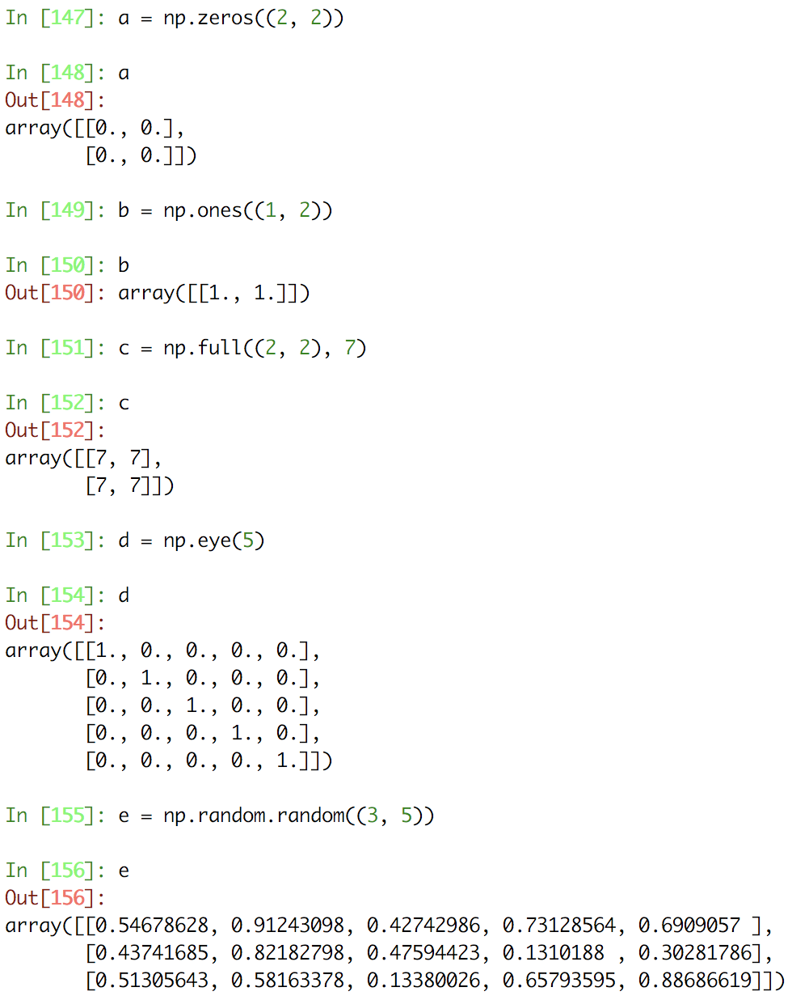 In [147]: a = np.zeros((2, 2))
In [148]: a
Out[148]:
array([[0., 0.],
       [0., 0.]])
In [149]: b = np.ones((1, 2))
In [150]: b
Out[150]: array([[1., 1.]])
In [151]: c = np.full((2, 2), 7)
In [152]: c
Out[152]:
array([[7, 7],
       [7, 7]])
In [153]: d = np.eye(5)
In [154]: d
Out[154]:
array([[1., 0., 0., 0., 0.],
       [0., 1., 0., 0., 0.],
       [0., 0., 1., 0., 0.],
       [0., 0., 0., 1., 0.],
       [0., 0., 0., 0., 1.]])
In [155]: e = np.random.random((3, 5))
In [156]: e
Out[156]:
array([[0.54678628, 0.91243098, 0.42742986, 0.73128564, 0.6909057 ],
       [0.43741685, 0.82182798, 0.47594423, 0.1310188 , 0.30281786],
       [0.51305643, 0.58163378, 0.13380026, 0.65793595, 0.88686619]])